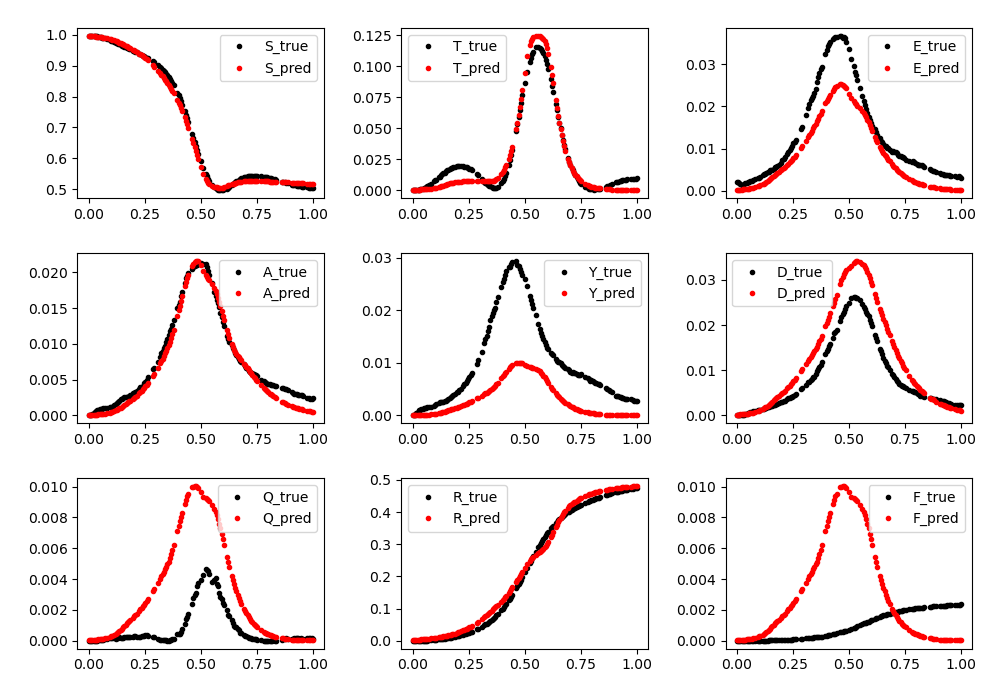 S_true
S_pred
1.0
0.9
0.8
0.7
0.6
0.5
0.00 0.25 0.50 0.75 1.00
T_true
T_pred
0.125
0.100
0.075
0.050
0.025
0.000
0.00 0.25 0.50 0.75 1.00
E_true
E_pred
0.03
0.02
0.01
0.00
0.00 0.25 0.50 0.75 1.00
A_true
A_pred
0.020
0.015
0.010
0.005
0.000
0.00 0.25 0.50 0.75 1.00
Y_true
Y_pred
0.03
0.02
0.01
0.00
0.00 0.25 0.50 0.75 1.00
D_true
D_pred
0.03
0.02
0.01
0.00
0.00 0.25 0.50 0.75 1.00
Q_true
Q_pred
0.010
0.008
0.006
0.004
0.002
0.000
0.00 0.25 0.50 0.75 1.00
R_true
R_pred
0.5
0.4
0.3
0.2
0.1
0.0
0.00 0.25 0.50 0.75 1.00
F_true
F_pred
0.010
0.008
0.006
0.004
0.002
0.000
0.00 0.25 0.50 0.75 1.00